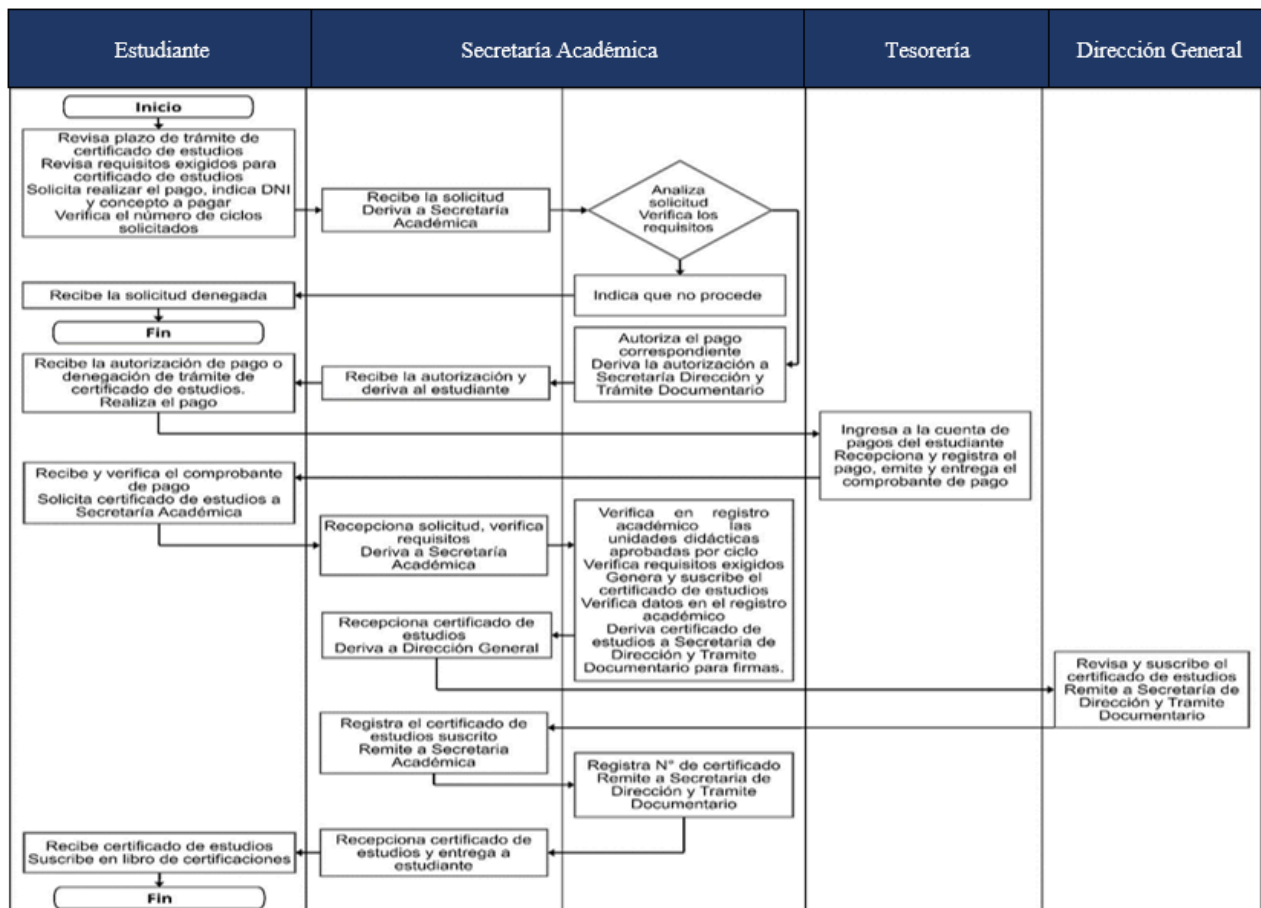 Estudiante
Secretaría Académica
Tesorería
Dirección General
Inicio
Revisa plazo de trámite de
certificado de estudios
Revisa requisitos exigidos para
certificado de estudios
Solicita realizar el pago, indica DNI
y concepto a pagar
Verifica el número de ciclos
solicitados
Recibe la solicitud
Deriva a Secretaría
Académica
Analiza
solicitud
Verifica los
requisitos
Recibe la solicitud denegada
Indica que no procede
Fin
Recibe la autorización de pago o
denegación de trámite de
certificado de estudios.
Realiza el pago
Recibe la autorización y
deriva al estudiante
Autoriza el pago
correspondiente
Deriva la autorización a
Secretaría Dirección y
Trámite Documentario
Ingresa a la cuenta de
pagos del estudiante
Recepciona y registra el
pago, emite y entrega el
comprobante de pago
Recibe y verifica el comprobante
de pago
Solicita certificado de estudios a
Secretaría Académica
Recepciona solicitud, verifica
requisitos
Deriva a Secretaría
Académica
Verifica en registro
académico las
unidades didácticas
aprobadas por ciclo
Verifica requisitos exigidos
Genera y suscribe el
certificado de estudios
Verifica datos en el registro
académico
Deriva certificado de
estudios a Secretaria de
Dirección y Tramite
Documentario para firmas.
Recepciona certificado de
estudios
Deriva a Dirección General
Revisa y suscribe el
certificado de estudios
Remite a Secretaría de
Dirección y Tramite
Documentario
Registra el certificado de
estudios suscrito
Remite a Secretaria
Académica
Registra N° de certificado
Remite a Secretaria de
Dirección y Tramite
Documentario
Recibe certificado de estudios
Suscribe en libro de certificaciones
Recepciona certificado de
estudios y entrega a
estudiante
Fin